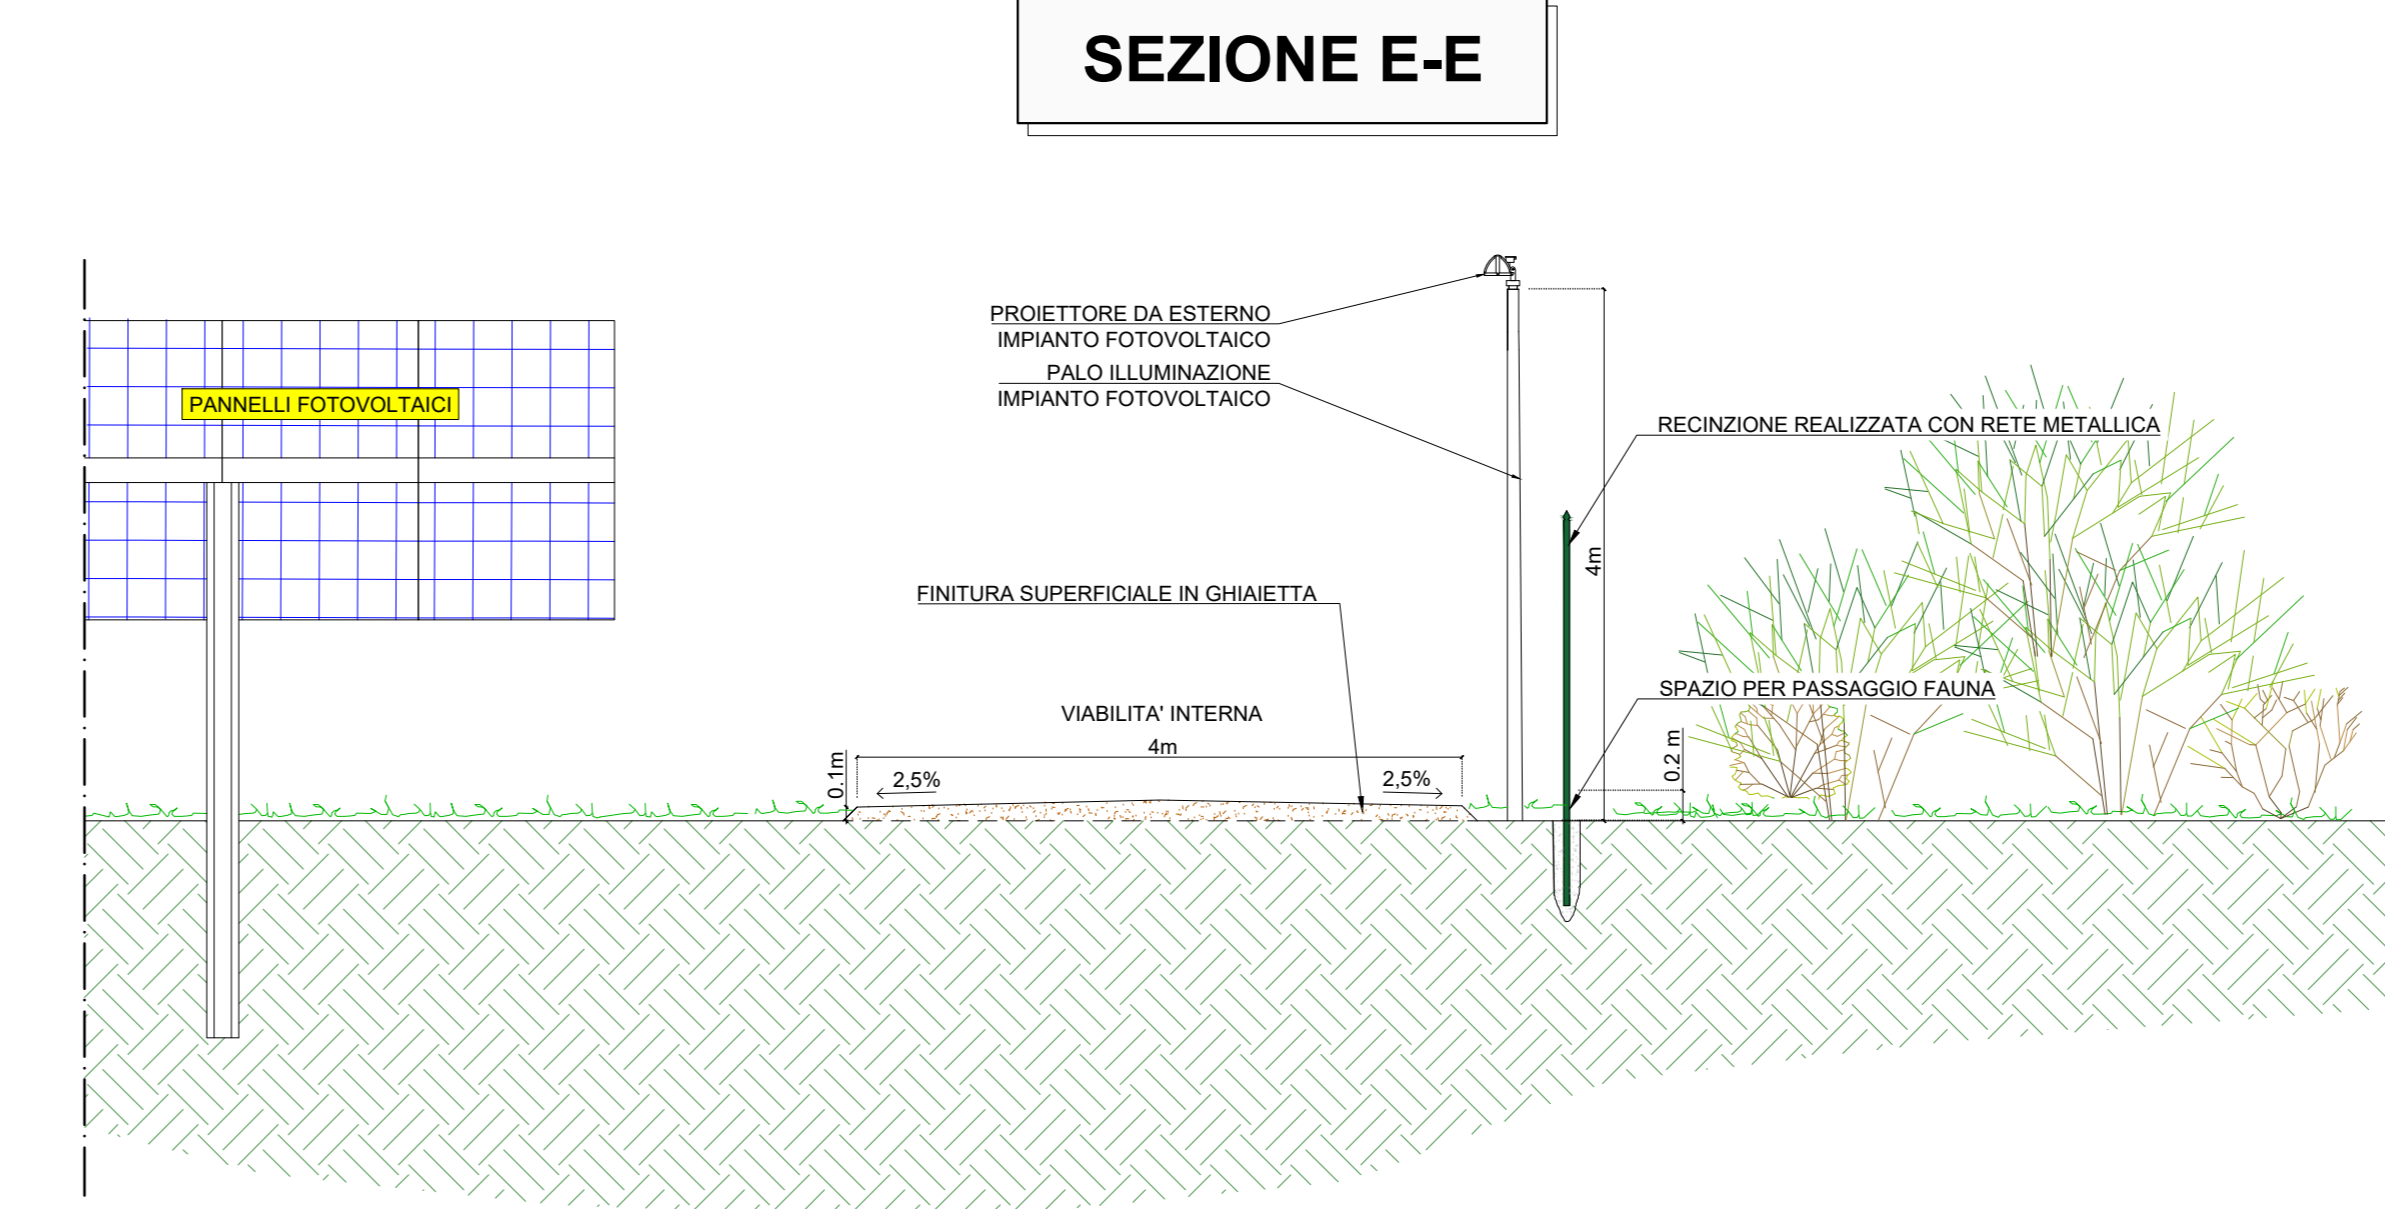 SEZIONE E-E
PROIETTORE DA ESTERNO
IMPIANTO FOTOVOLTAICO
PALO ILLUMINAZIONE
IMPIANTO FOTOVOLTAICO
PANNELLI FOTOVOLTAICI
RECINZIONE REALIZZATA CON RETE METALLICA
4m
FINITURA SUPERFICIALE IN GHIAIETTA
SPAZIO PER PASSAGGIO FAUNA
VIABILITA' INTERNA
4m
0.1m
2,5%
2,5%
0.2 m